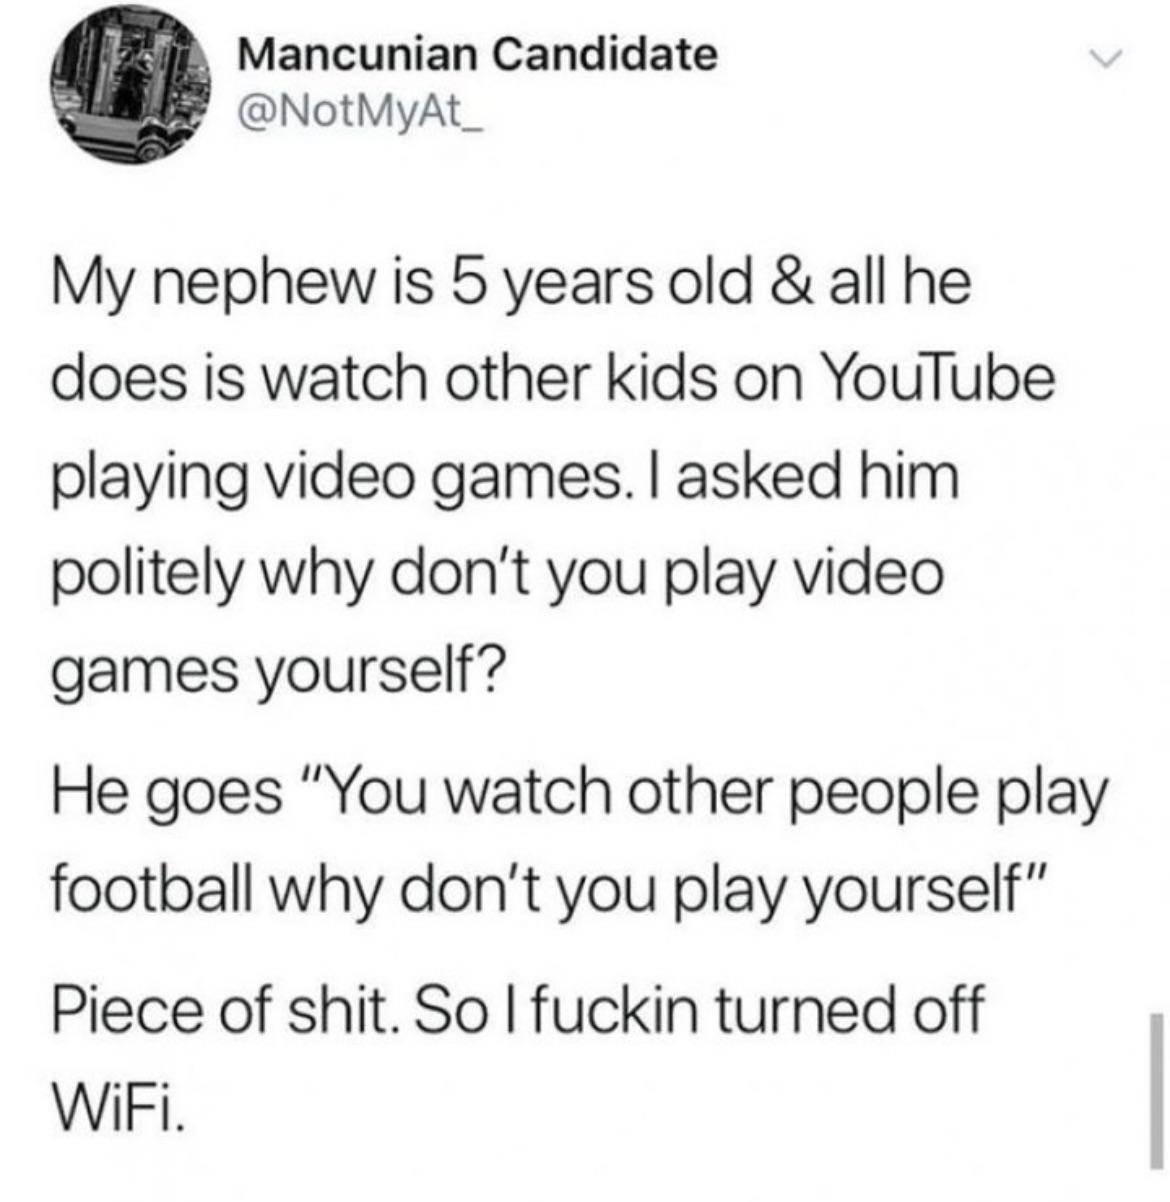 Mancunian Candidate
@NotMyAt_
My nephew is 5 years old & all he
does is watch other kids on YouTube
playing video games. I asked him
politely why don't you play video
games yourself?
He goes "You watch other people play
football why don't you play yourself"
Piece of shit. So I fuckin turned off
WiFi.